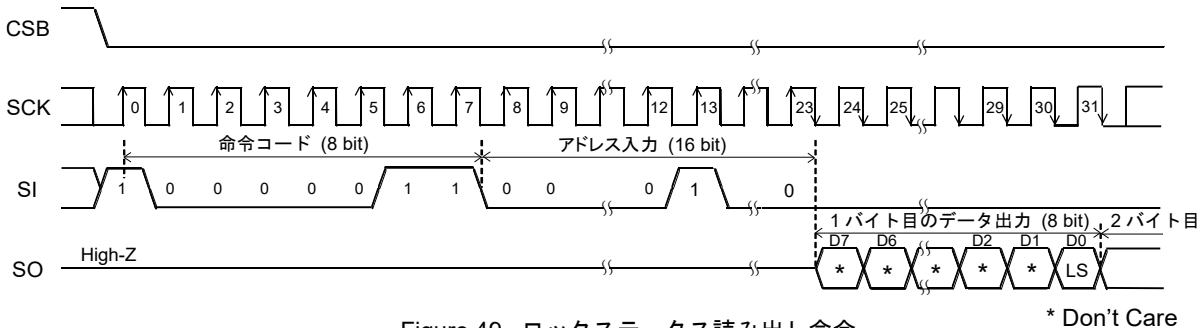 CSB
SCK 0 1 2 3 4 5 6 7 8 9 12 13 23 24 25 29 30 31
命令コード (8 bit) アドレス入力 (16 bit)
SI 1 0 0 0 0 0 1 1 0 0 0 1 0
1 バイト目のデータ出力 (8 bit) 2 バイト目
D7 D6 D2 D1 D0
SO High-Z * * * * * LS
* Don't Care
Figure 49. ロックステータス読み出し命令